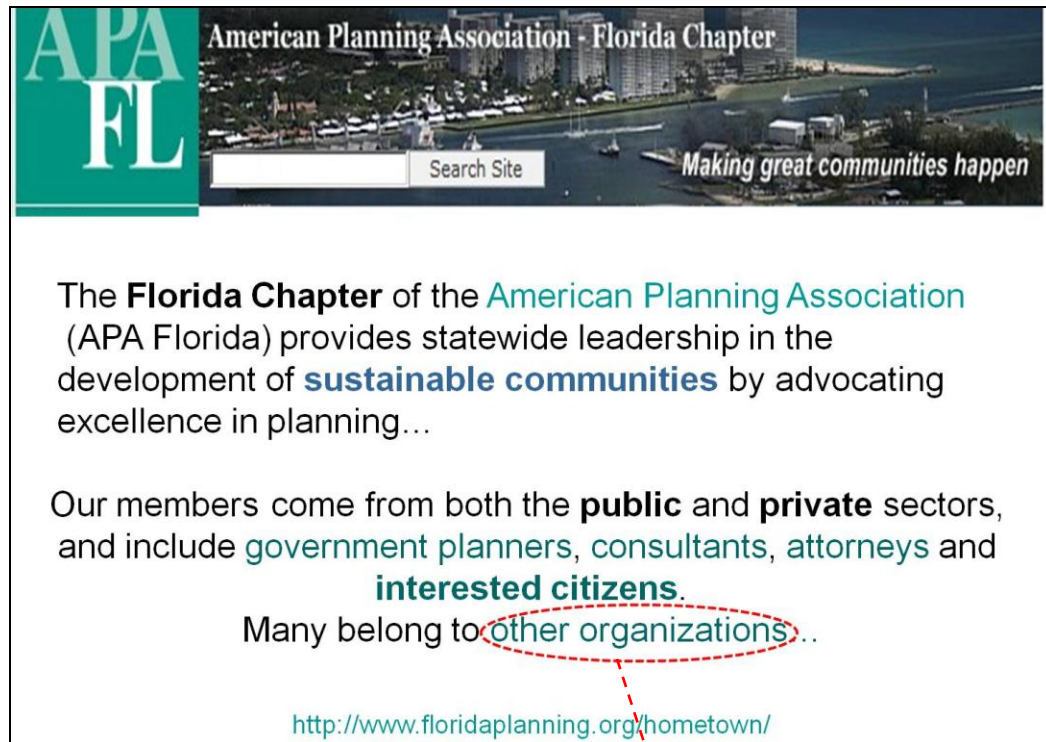 APA
FL
American Planning Association - Florida Chapter
Search Site
Making great communities happen
The Florida Chapter of the American Planning Association
(APA Florida) provides statewide leadership in the
development of sustainable communities by advocating
excellence in planning…
Our members come from both the public and private sectors,
and include government planners, consultants, attorneys and
interested citizens.
Many belong to other organizations…
http://www.floridaplanning.org/hometown/